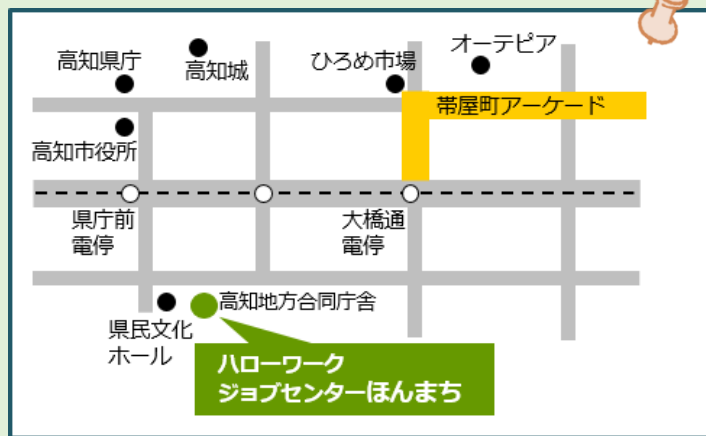 高知県庁
高知城
ひろめ市場
オーテピア
帯屋町アーケード
高知市役所
県庁前
電停
大橋通
電停
高知地方合同庁舎
県民文化
ホール
ハローワーク
ジョブセンターほんまち